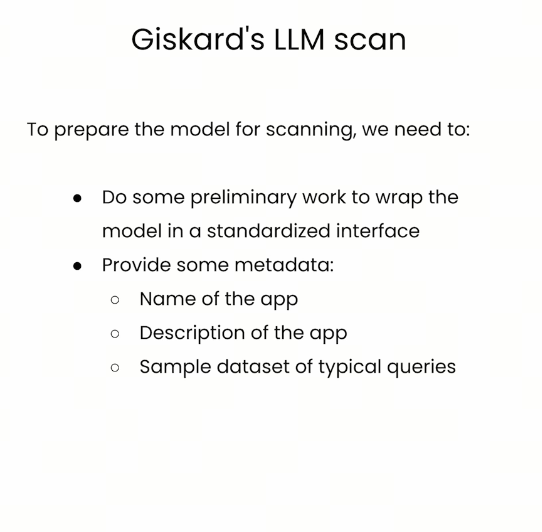 Giskard's LLM scan
To prepare the model for scanning, we need to:
● Do some preliminary work to wrap the
model in a standardized interface
● Provide some metadata:
○ Name of the app
○ Description of the app
○ Sample dataset of typical queries